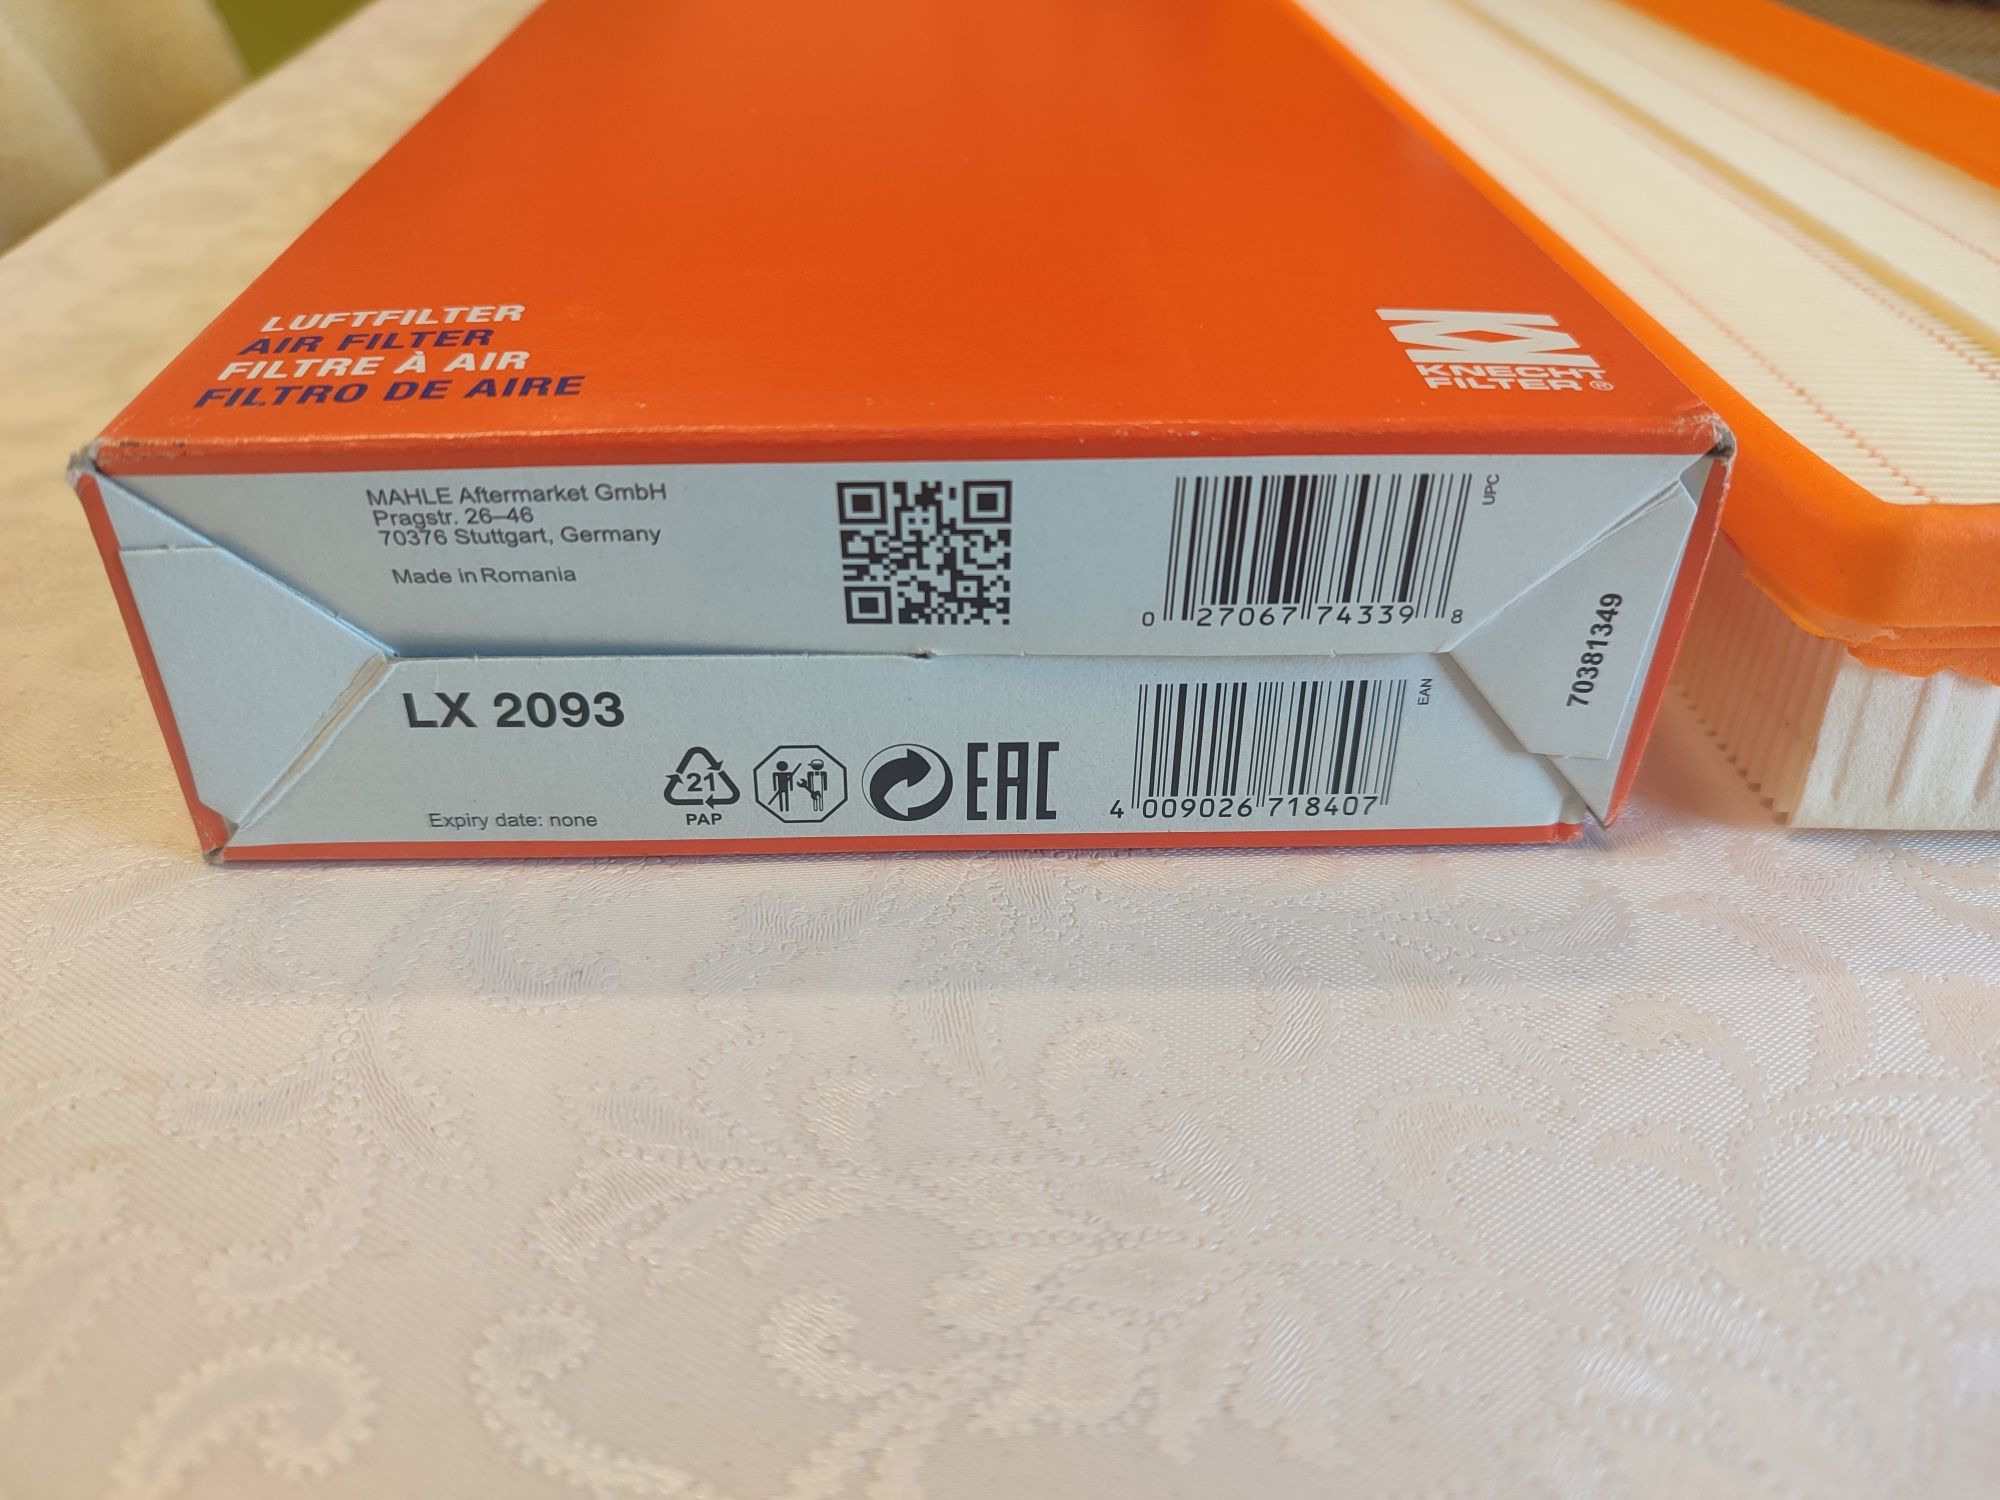 LUFTFILTER
AIR FILTER
FILTRE À AIR
FILTRO DE AIRE
KNECHT
FILTER®
MAHLE Aftermarket GmbH
Pragstr. 26–46
70376 Stuttgart, Germany
Made in Romania
UPC
0 27067 74339 8
70381349
LX 2093
Expiry date: none
21
PAP
EAC
EAN
4 009026 718407